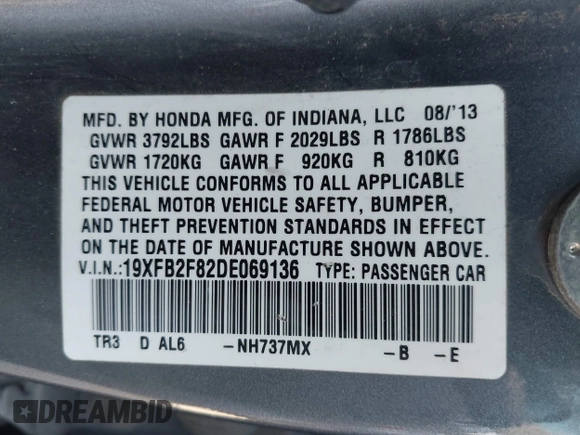 MFD. BY HONDA MFG. OF INDIANA, LLC 08/'13
GVWR 3792LBS GAWR F 2029LBS R 1786LBS
GVWR 1720KG GAWR F 920KG R 810KG
THIS VEHICLE CONFORMS TO ALL APPLICABLE
FEDERAL MOTOR VEHICLE SAFETY, BUMPER,
AND THEFT PREVENTION STANDARDS IN EFFECT
ON THE DATE OF MANUFACTURE SHOWN ABOVE.
V.I.N.:19XFB2F82DE069136 TYPE: PASSENGER CAR
TR3 D AL6 -NH737MX -B -E
DREAMBID